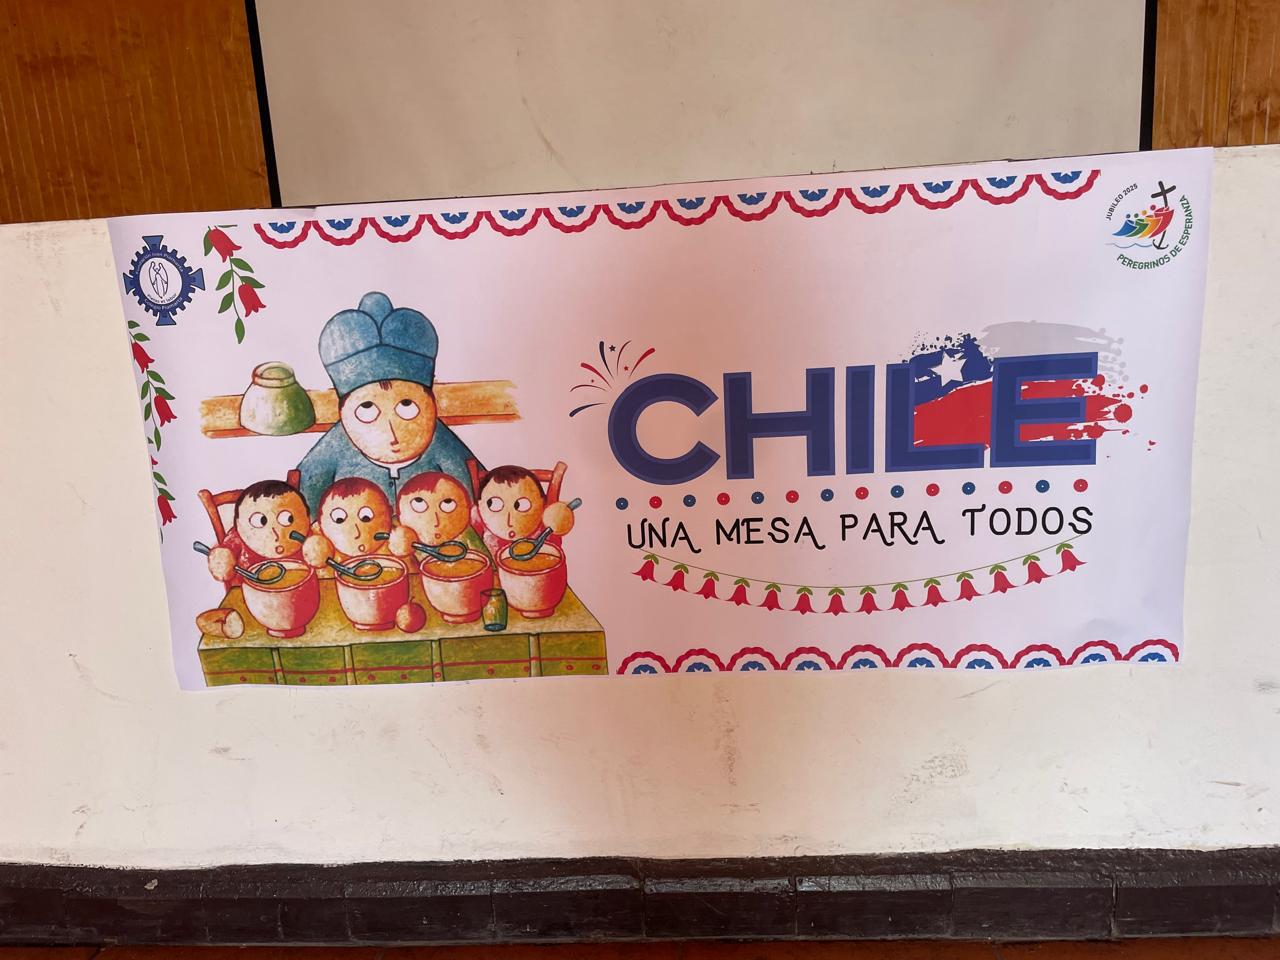 JUBILEO 2025
PEREGRINOS DE ESPERANZA
CHILE
UNA MESA PARA TODOS